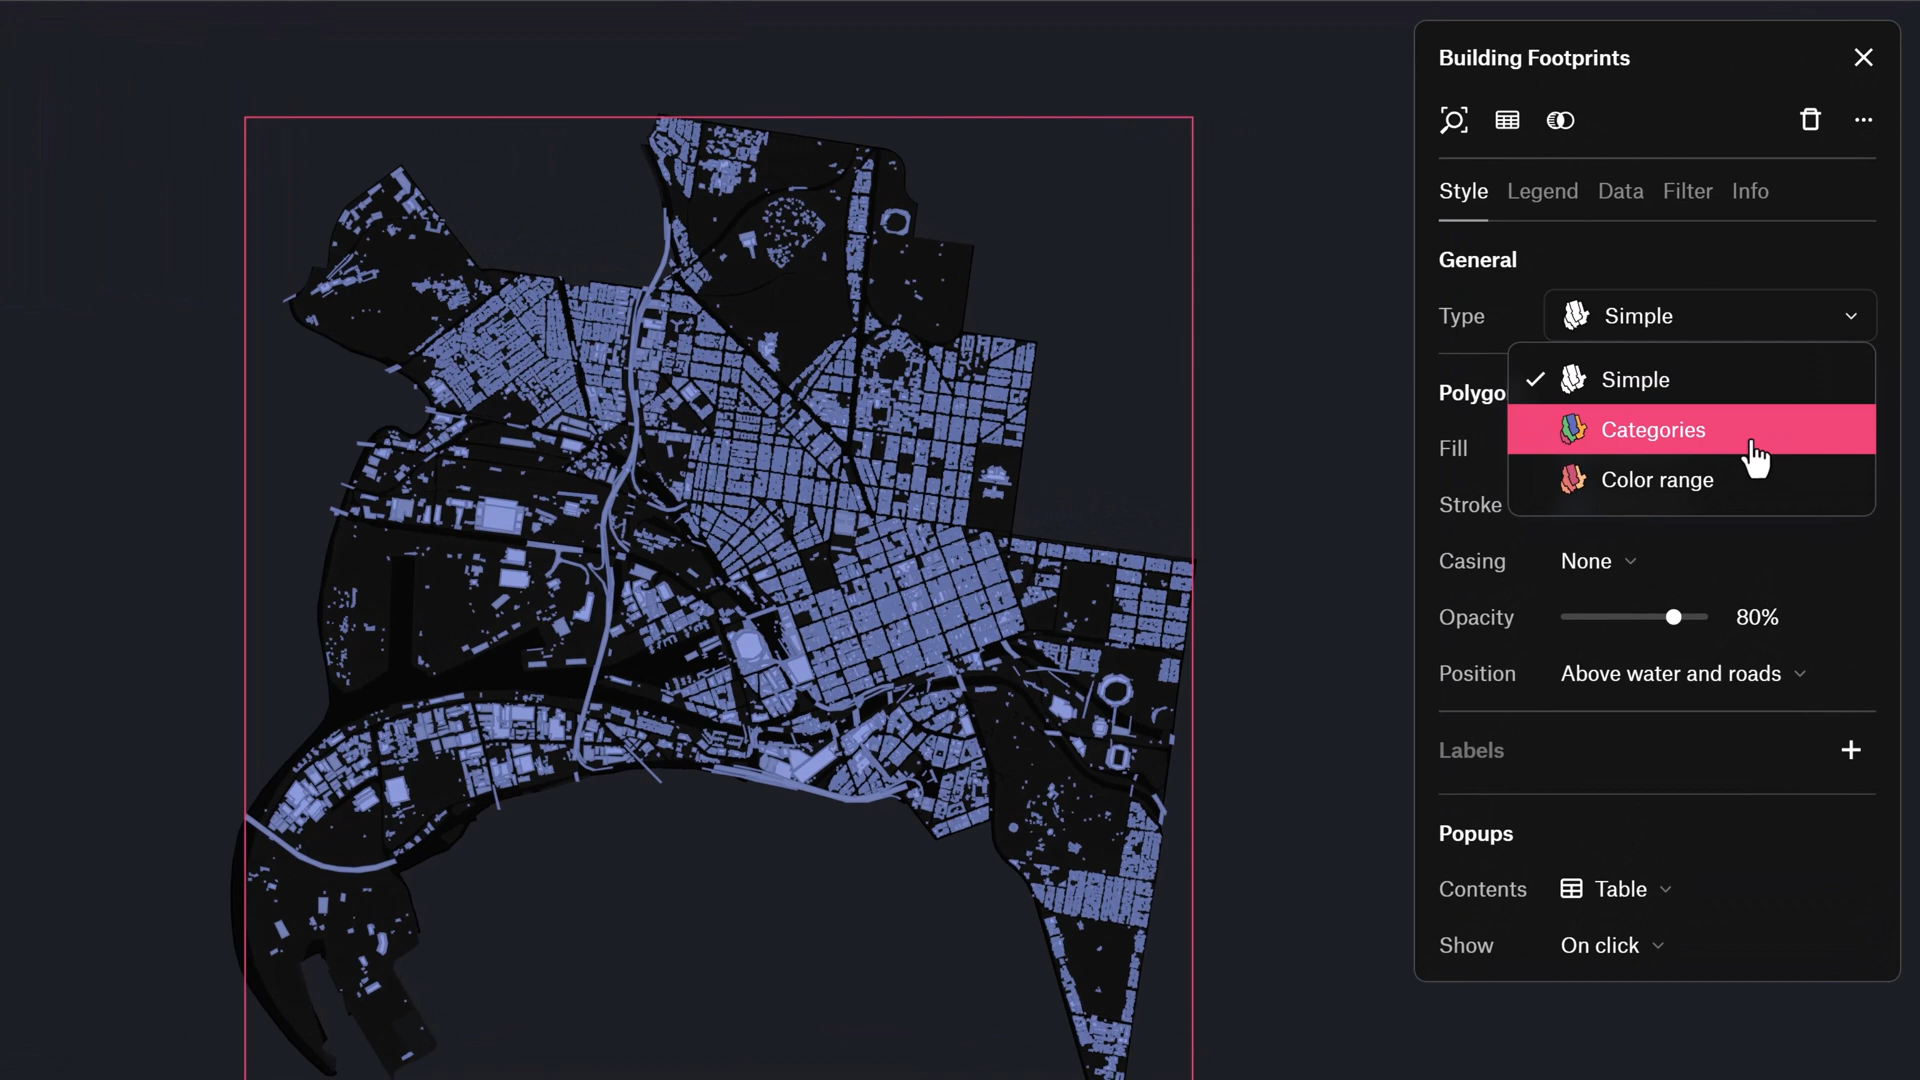 Building Footprints
Style Legend Data Filter Info
General
Type Simple
Simple
Polygo
Categories
Fill
Color range
Stroke
Casing None
Opacity 80%
Position Above water and roads
Labels
Popups
Contents Table
Show On click